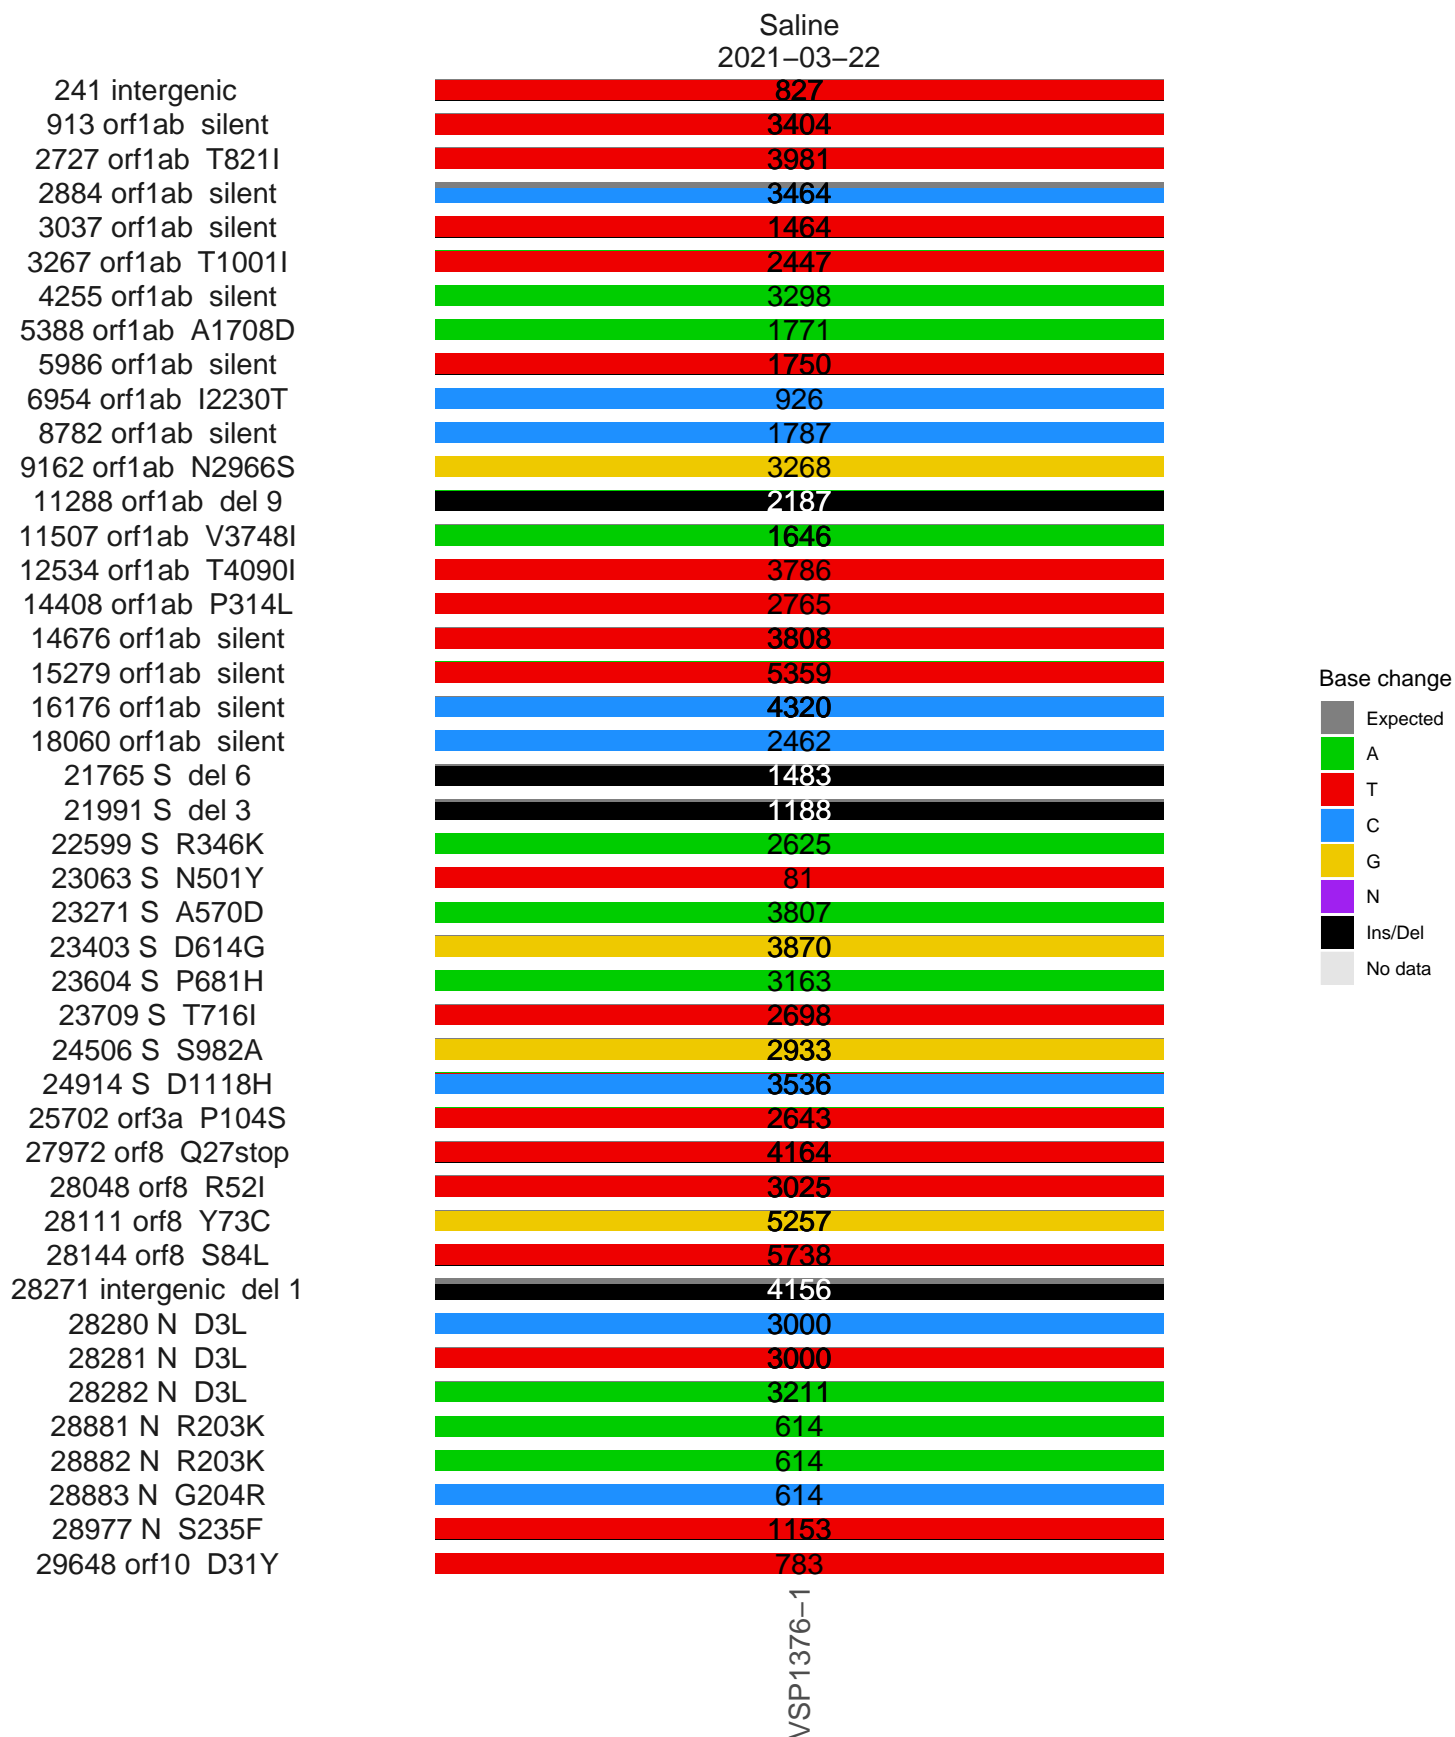 Saline
2021−03−22
241 intergenic 827
913 orf1ab silent 3404
2727 orf1ab T821I 3981
2884 orf1ab silent 3464
3037 orf1ab silent 1464
3267 orf1ab T1001I 2447
4255 orf1ab silent 3298
5388 orf1ab A1708D 1771
5986 orf1ab silent 1750
6954 orf1ab I2230T 926
8782 orf1ab silent 1787
9162 orf1ab N2966S 3268
11288 orf1ab del 9 2187
11507 orf1ab V3748I 1646
12534 orf1ab T4090I 3786
14408 orf1ab P314L 2765
14676 orf1ab silent 3808
15279 orf1ab silent 5359
16176 orf1ab silent 4320
18060 orf1ab silent 2462
21765 S del 6 1483
21991 S del 3 1188
22599 S R346K 2625
23063 S N501Y 81
23271 S A570D 3807
23403 S D614G 3870
23604 S P681H 3163
23709 S T716I 2698
24506 S S982A 2933
24914 S D1118H 3536
25702 orf3a P104S 2643
27972 orf8 Q27stop 4164
28048 orf8 R52I 3025
28111 orf8 Y73C 5257
28144 orf8 S84L 5738
28271 intergenic del 1 4156
28280 N D3L 3000
28281 N D3L 3000
28282 N D3L 3211
28881 N R203K 614
28882 N R203K 614
28883 N G204R 614
28977 N S235F 1153
29648 orf10 D31Y 783
VSP1376−1
Base change
Expected
A
T
C
G
N
Ins/Del
No data